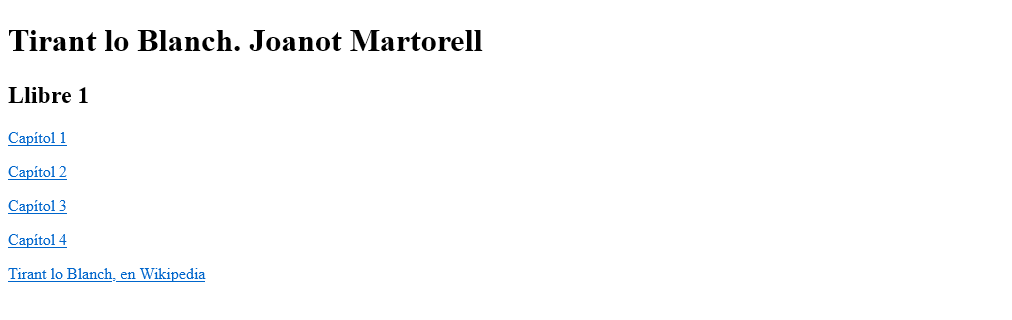 Tirant lo Blanch. Joanot Martorell
Llibre 1
Capítol 1
Capítol 2
Capítol 3
Capítol 4
Tirant lo Blanch, en Wikipedia